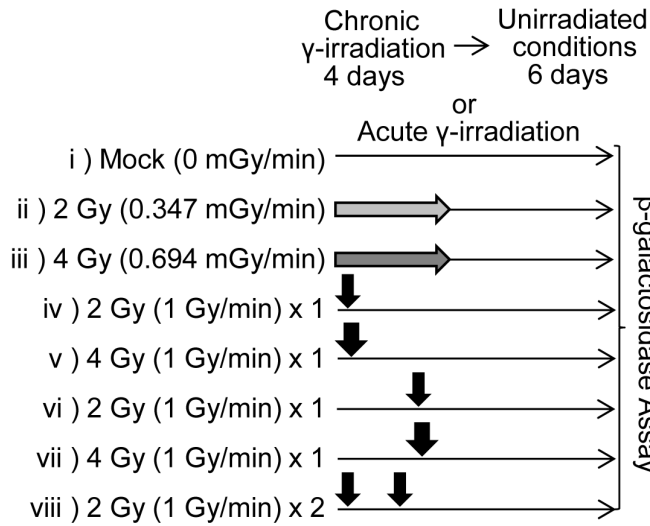 Chronic
γ-irradiation
4 days
Unirradiated
conditions
6 days
or
Acute γ-irradiation
i ) Mock (0 mGy/min)
ii ) 2 Gy (0.347 mGy/min)
iii ) 4 Gy (0.694 mGy/min)
iv ) 2 Gy (1 Gy/min) x 1
v ) 4 Gy (1 Gy/min) x 1
vi ) 2 Gy (1 Gy/min) x 1
vii ) 4 Gy (1 Gy/min) x 1
viii ) 2 Gy (1 Gy/min) x 2
β-galactosidase Assay